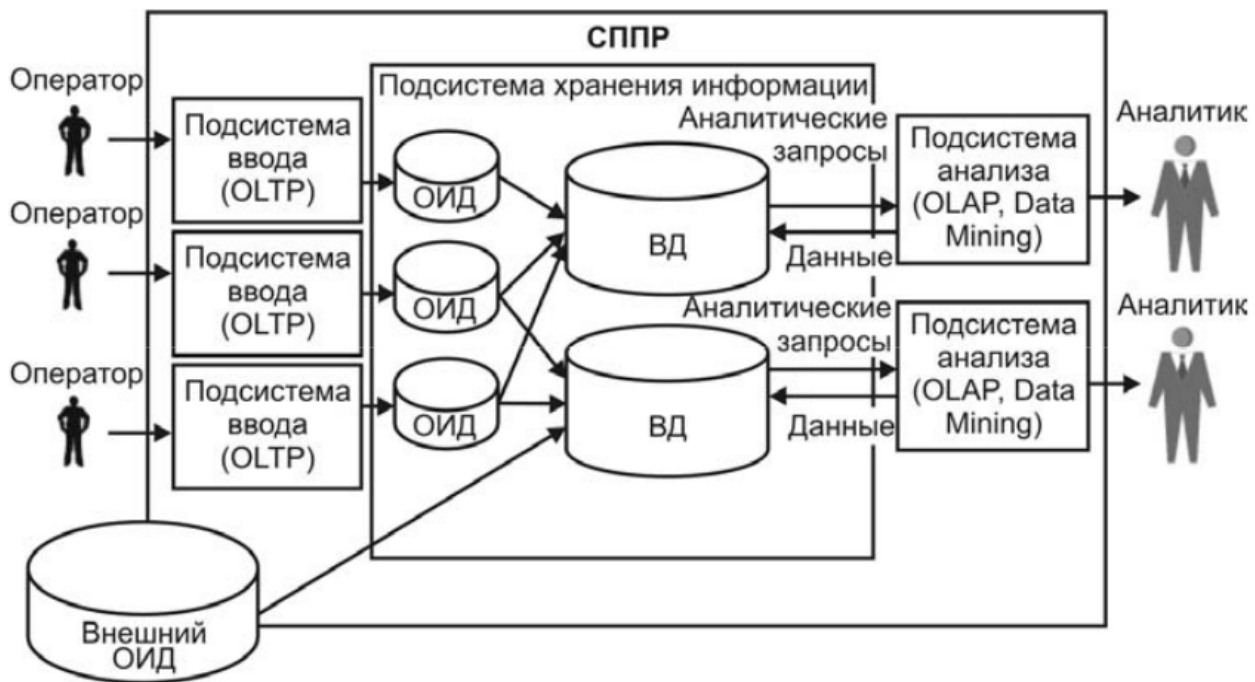 СППР
Оператор
Подсистема хранения информации
Аналитик
Подсистема
ввода
(OLTP)
ОИД
Аналитические
запросы
Подсистема
анализа
(OLAP, Data
Mining)
ВД
Данные
Оператор
Подсистема
ввода
(OLTP)
ОИД
Аналитические
запросы
Подсистема
анализа
(OLAP, Data
Mining)
Аналитик
ВД
Данные
Оператор
Подсистема
ввода
(OLTP)
ОИД
Внешний
ОИД